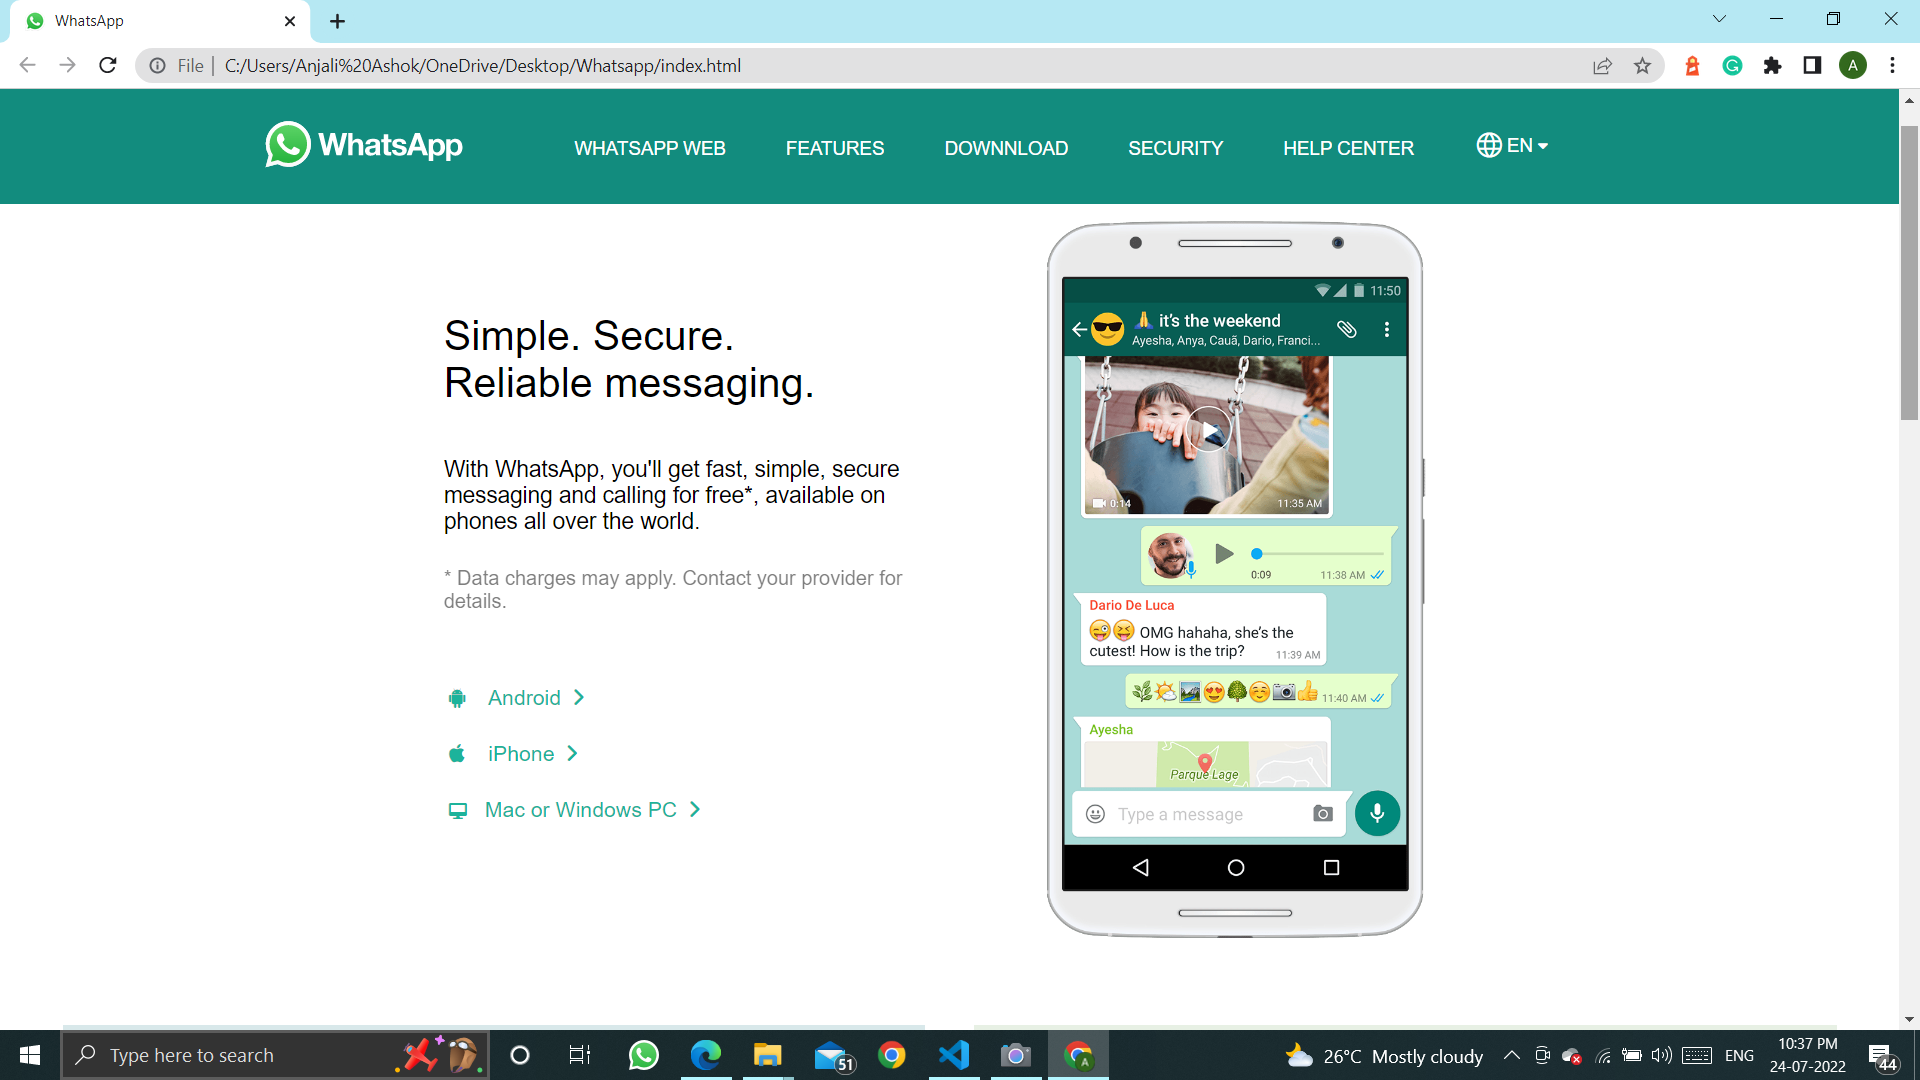 WhatsApp
File
C:/Users/Anjali%20Ashok/OneDrive/Desktop/Whatsapp/index.html
A
WhatsApp
WHATSAPP WEB
FEATURES
DOWNNLOAD
SECURITY
HELP CENTER
EN
Simple. Secure.
Reliable messaging.
With WhatsApp, you'll get fast, simple, secure
messaging and calling for free*, available on
phones all over the world.
* Data charges may apply. Contact your provider for
details.
Android
iPhone
Mac or Windows PC
11:50
🙏 it's the weekend
Ayesha, Anya, Cauã, Dario, Franci...
0:14
11:35 AM
0:09
11:38 AM
Dario De Luca
😜😝 OMG hahaha, she's the
cutest! How is the trip?
11:39 AM
🌿🌤🏞😍🌳☺📷👍 11:40 AM
Ayesha
Parque Lage
Type a message
Type here to search
51
A
26°C Mostly cloudy
ENG
10:37 PM
24-07-2022
44